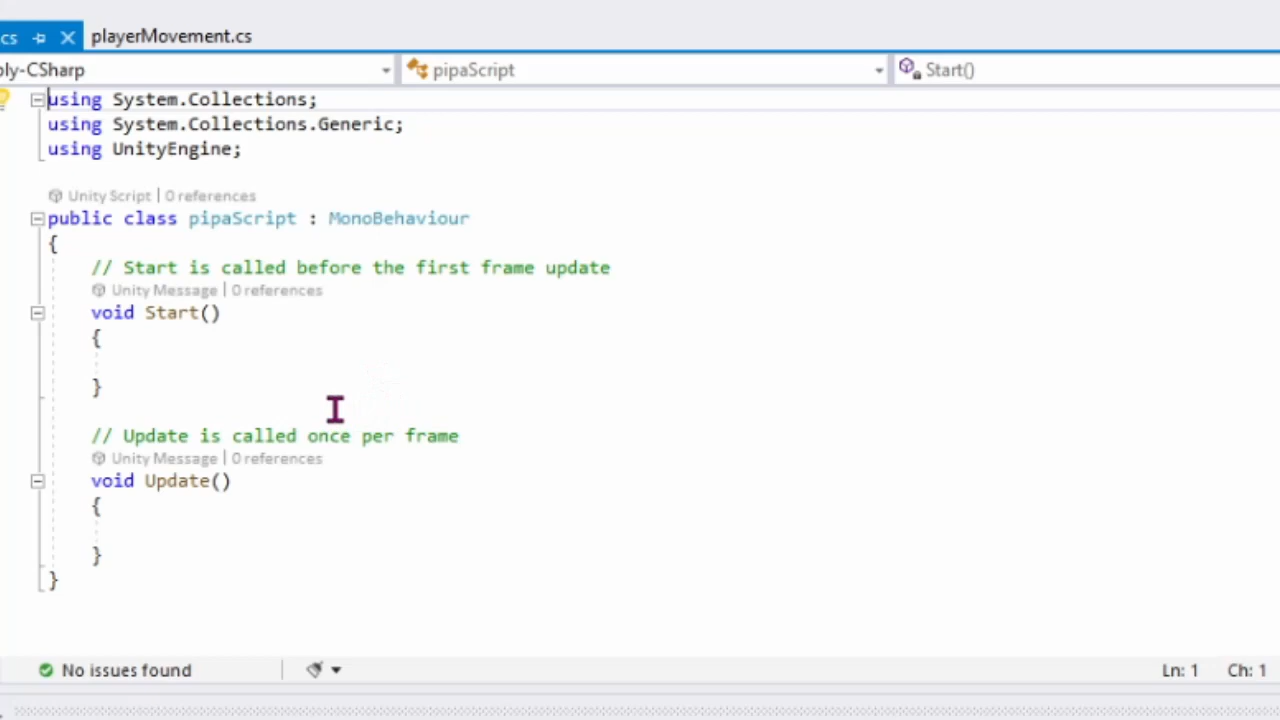 cs playerMovement.cs
oly-CSharp pipaScript Start()
using System.Collections;
using System.Collections.Generic;
using UnityEngine;
Unity Script | 0 references
public class pipaScript : MonoBehaviour
{
// Start is called before the first frame update
Unity Message | 0 references
void Start()
{
}
// Update is called once per frame
Unity Message | 0 references
void Update()
{
}
}
No issues found Ln: 1 Ch: 1